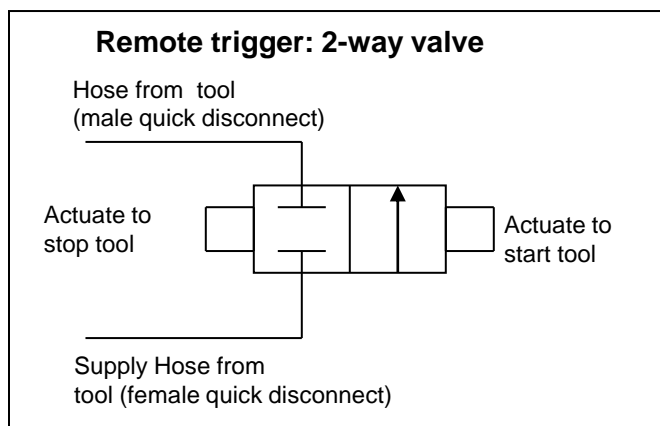 Remote trigger: 2-way valve
Hose from tool
(male quick disconnect)
Actuate to
stop tool
Actuate to
start tool
Supply Hose from
tool (female quick disconnect)